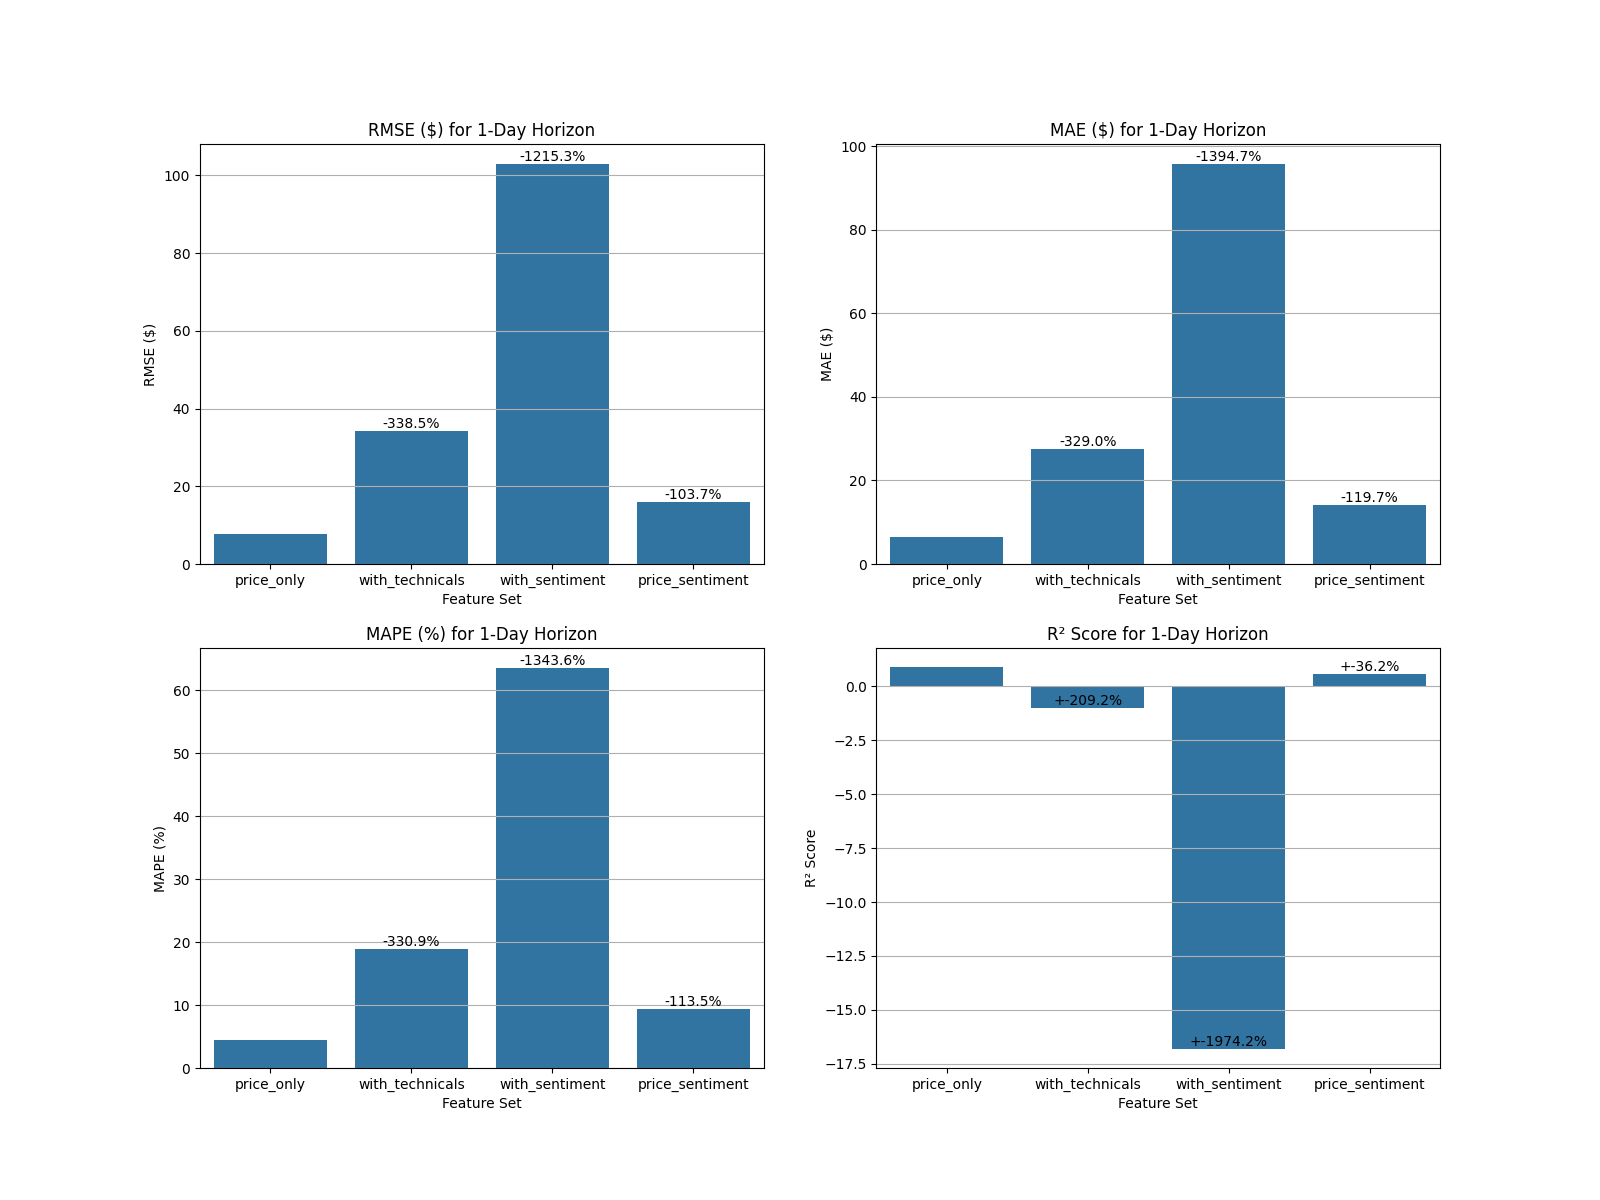 RMSE ($) for 1-Day Horizon
RMSE ($)
100
80
60
40
20
0
-1215.3%
-338.5%
-103.7%
price_only with_technicals with_sentiment price_sentiment
Feature Set
MAE ($) for 1-Day Horizon
MAE ($)
100
80
60
40
20
0
-1394.7%
-329.0%
-119.7%
price_only with_technicals with_sentiment price_sentiment
Feature Set
MAPE (%) for 1-Day Horizon
MAPE (%)
60
50
40
30
20
10
0
-1343.6%
-330.9%
-113.5%
price_only with_technicals with_sentiment price_sentiment
Feature Set
R² Score for 1-Day Horizon
R² Score
0.0
−2.5
−5.0
−7.5
−10.0
−12.5
−15.0
−17.5
+-36.2%
+-209.2%
+-1974.2%
price_only with_technicals with_sentiment price_sentiment
Feature Set